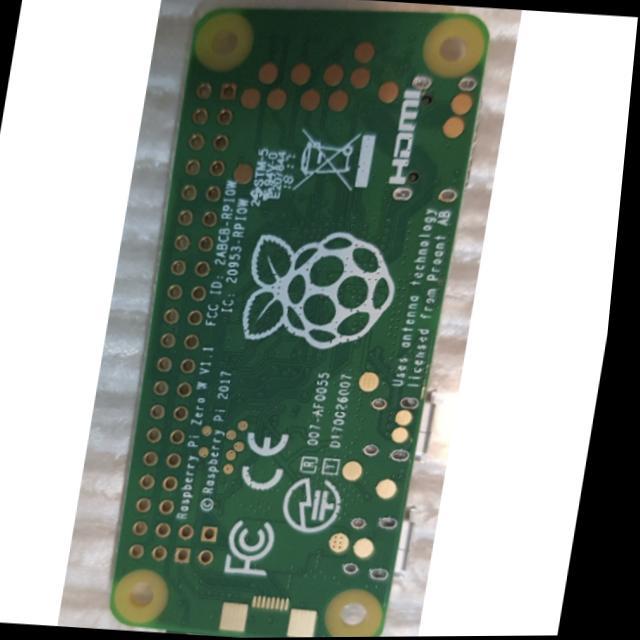 Raspberry Pi Zero W V1.1
©Raspberry Pi 2017
FCC ID: 2ABCB-RPI0W
IC: 20953-RPI0W
FC
CE
R 007-AF0055
T D170026007
Uses antenna technology
licensed from Proant AB
HDMI